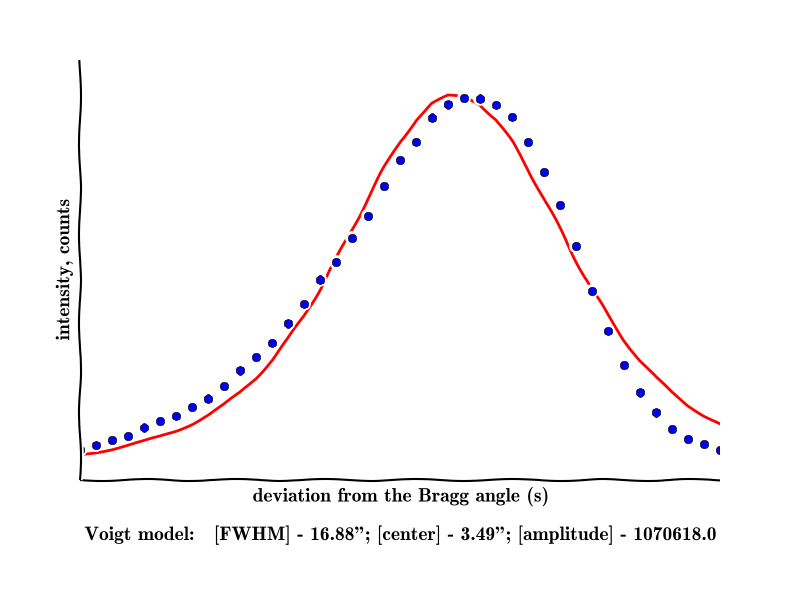 intensity, counts
deviation from the Bragg angle (s)
Voigt model: [FWHM] - 16.88”; [center] - 3.49”; [amplitude] - 1070618.0